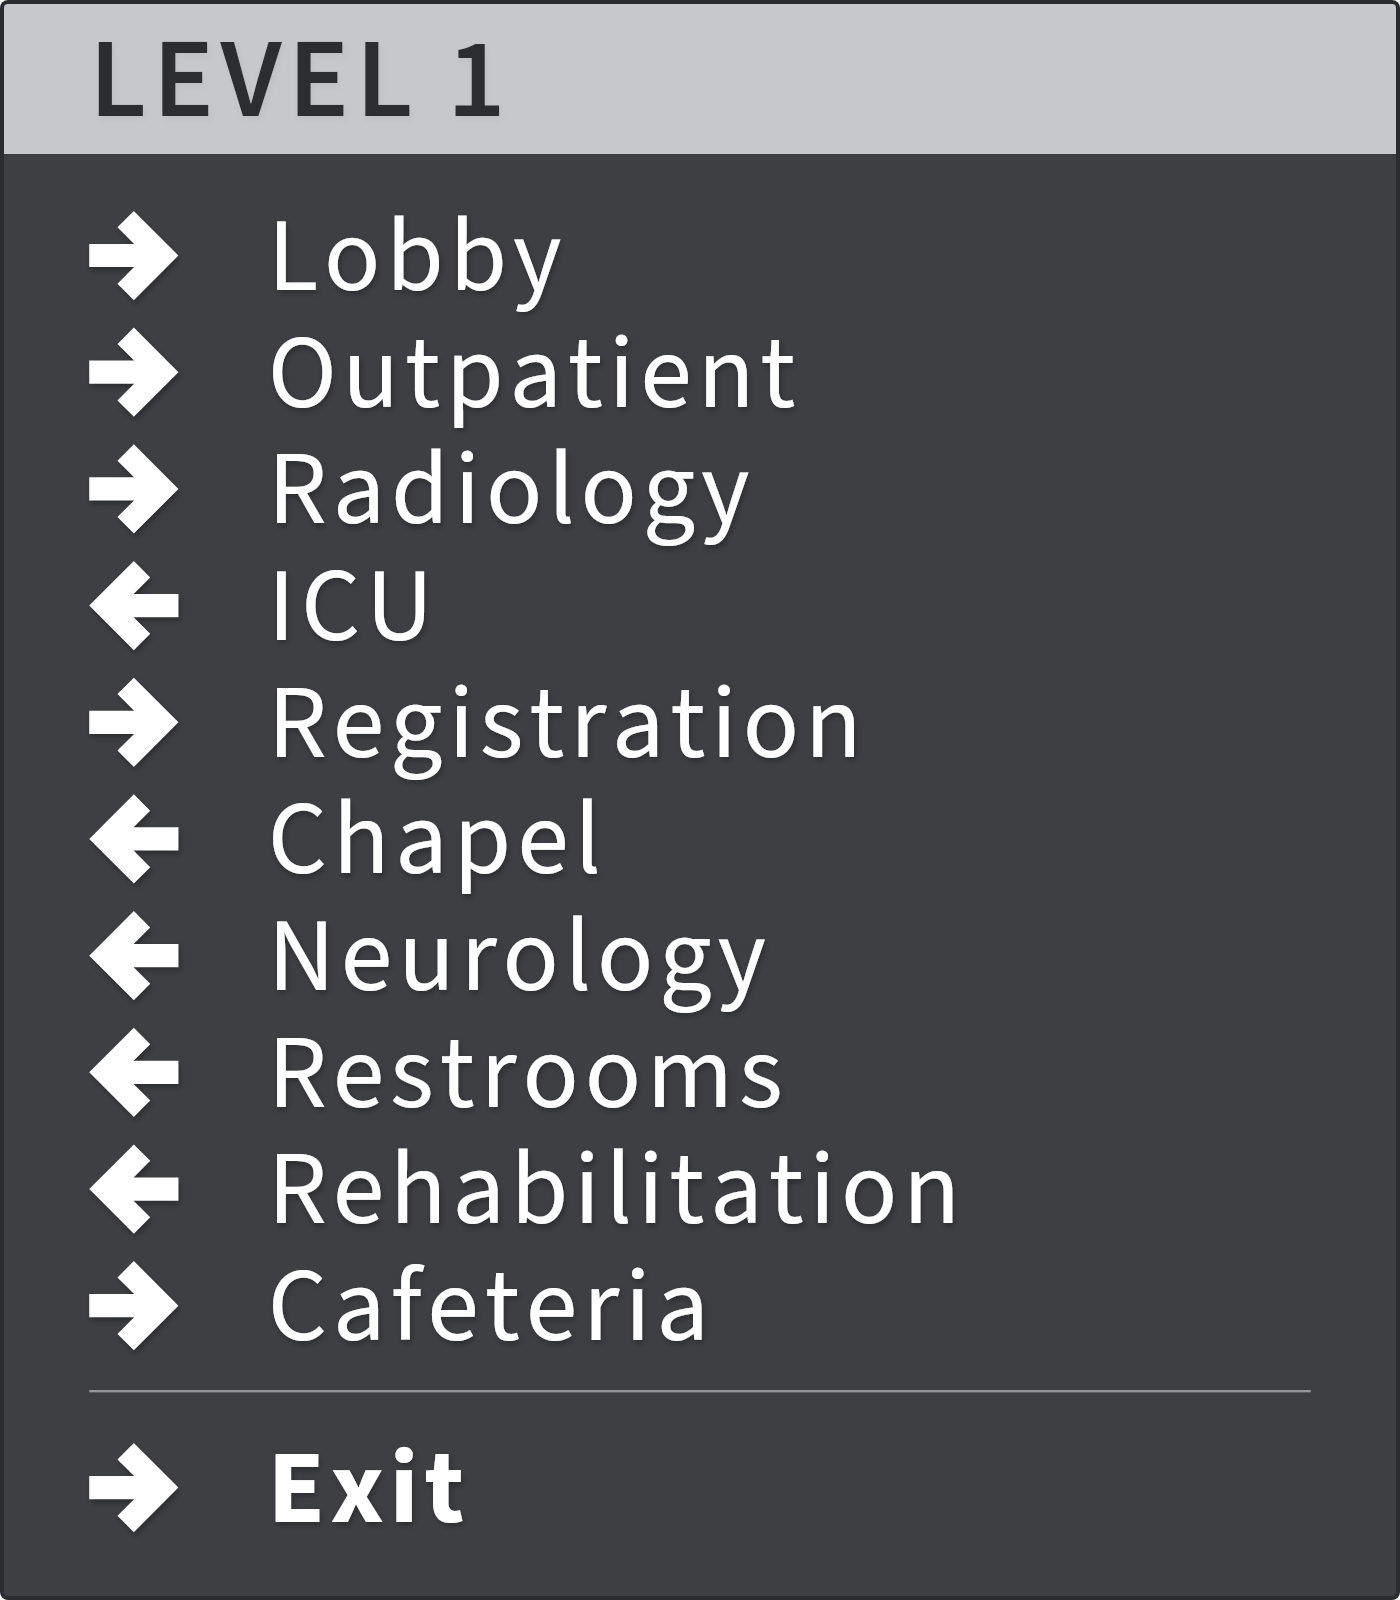 LEVEL 1
Lobby
Outpatient
Radiology
ICU
Registration
Chapel
Neurology
Restrooms
Rehabilitation
Cafeteria
Exit